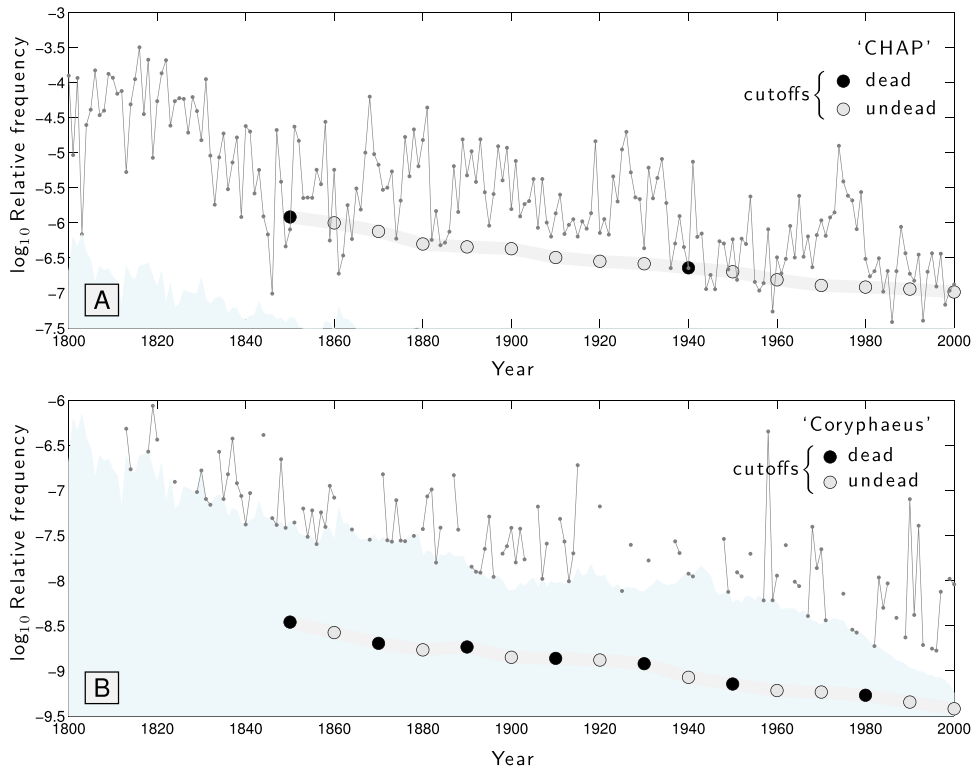 −3
−3.5
−4
−4.5
−5
−5.5
−6
−6.5
−7
−7.5
log10 Relative frequency
'CHAP'
cutoffs { dead
undead
A
1800 1820 1840 1860 1880 1900 1920 1940 1960 1980 2000
Year
−6
−6.5
−7
−7.5
−8
−8.5
−9
−9.5
log10 Relative frequency
'Coryphaeus'
cutoffs { dead
undead
B
1800 1820 1840 1860 1880 1900 1920 1940 1960 1980 2000
Year